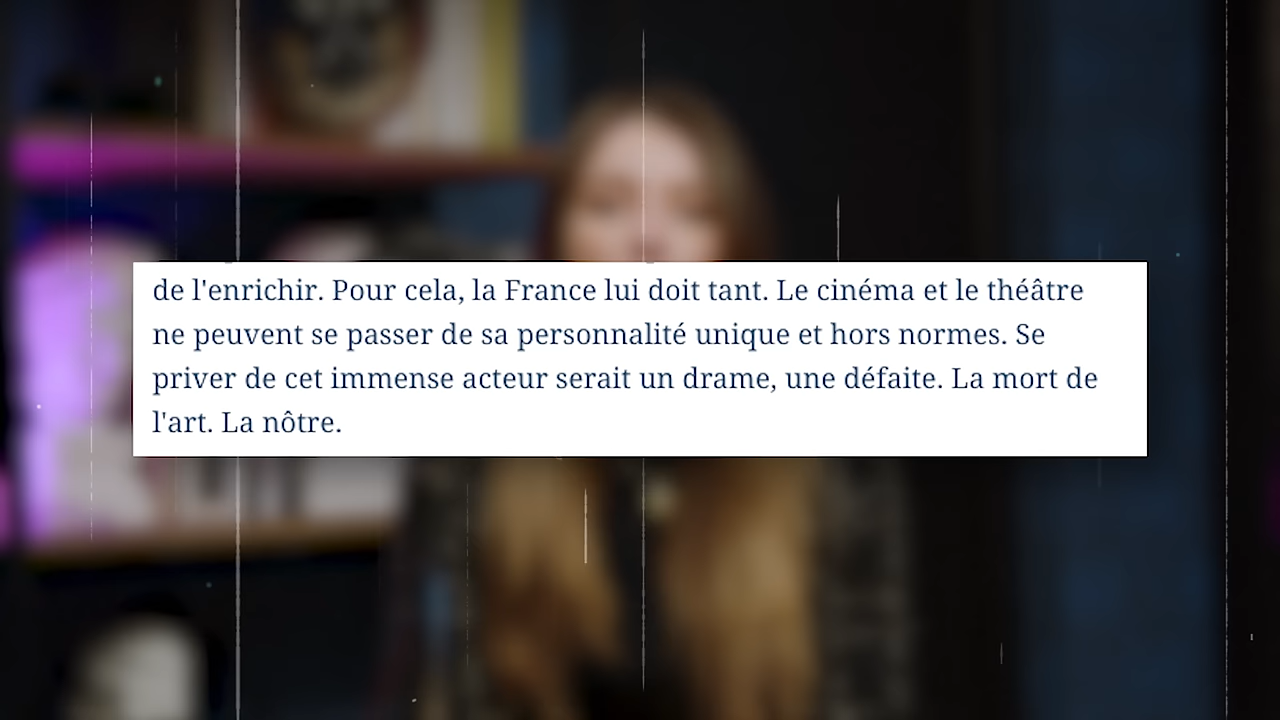 de l'enrichir. Pour cela, la France lui doit tant. Le cinéma et le théâtre
ne peuvent se passer de sa personnalité unique et hors normes. Se
priver de cet immense acteur serait un drame, une défaite. La mort de
l'art. La nôtre.